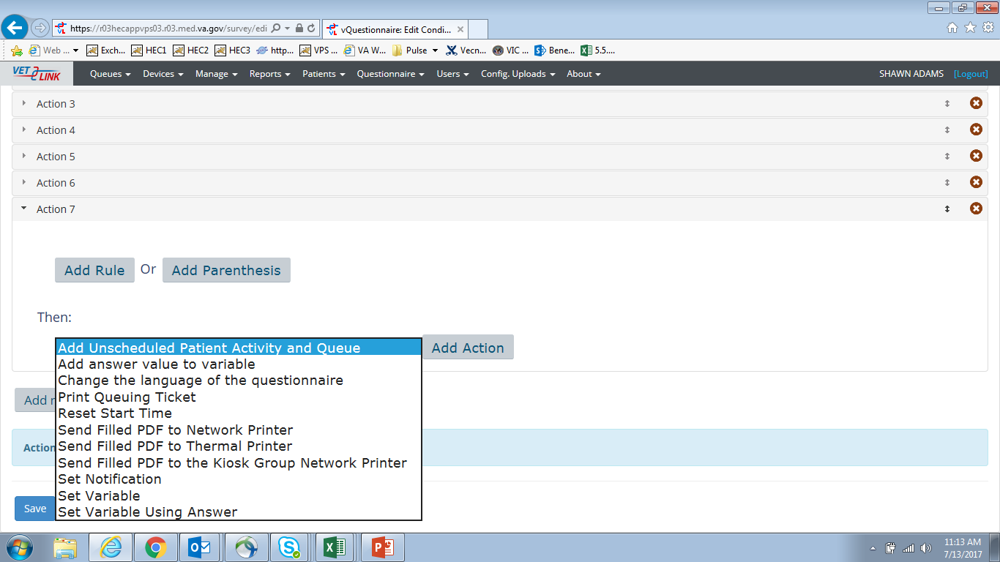 https://r03hecappvps03.r03.med.va.gov/survey/edi
vQuestionnaire: Edit Condi...
Web ...
Exch...
HEC1
HEC2
HEC3
http...
VPS ...
VA W...
Pulse
Vecn...
VIC ...
Bene...
5.5....
VET LINK
Queues
Devices
Manage
Reports
Patients
Questionnaire
Users
Config. Uploads
About
SHAWN ADAMS
[Logout]
Action 3
Action 4
Action 5
Action 6
Action 7
Add Rule Or Add Parenthesis
Then:
Add Unscheduled Patient Activity and Queue
Add Action
Add answer value to variable
Change the language of the questionnaire
Print Queuing Ticket
Reset Start Time
Send Filled PDF to Network Printer
Send Filled PDF to Thermal Printer
Send Filled PDF to the Kiosk Group Network Printer
Set Notification
Set Variable
Set Variable Using Answer
Add
Action
Save
11:13 AM
7/13/2017